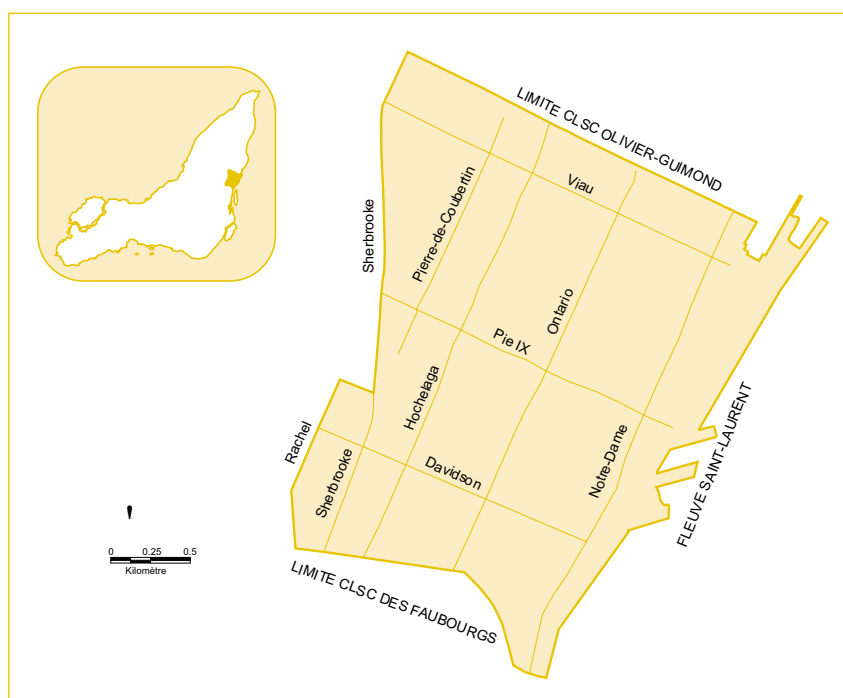 LIMITE CLSC OLIVIER-GUIMOND
Viau
Pierre-de-Coubertin
Sherbrooke
Ontario
Pie IX
Hochelaga
Rachel
Davidson
Notre-Dame
Sherbrooke
FLEUVE SAINT-LAURENT
0 0.25 0.5
Kilomètre
LIMITE CLSC DES FAUBOURGS